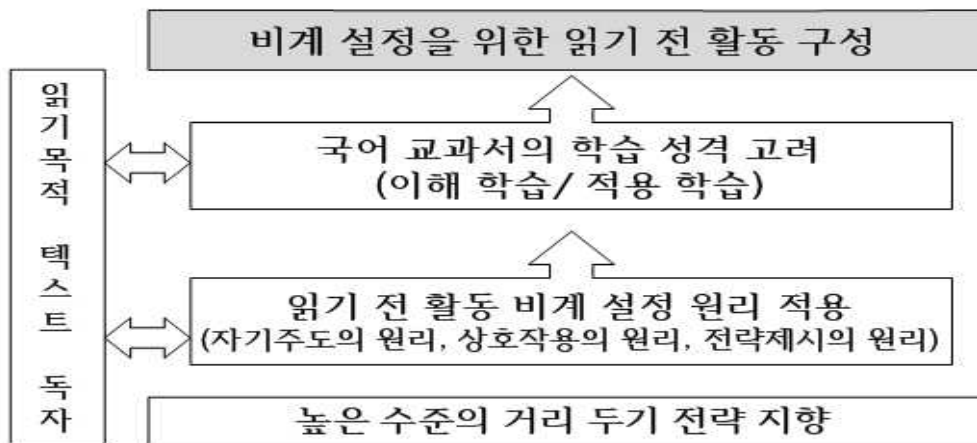 비계 설정을 위한 읽기 전 활동 구성
읽기목적 텍스트 독자
국어 교과서의 학습 성격 고려
(이해 학습/ 적용 학습)
읽기 전 활동 비계 설정 원리 적용
(자기주도의 원리, 상호작용의 원리, 전략제시의 원리)
높은 수준의 거리 두기 전략 지향